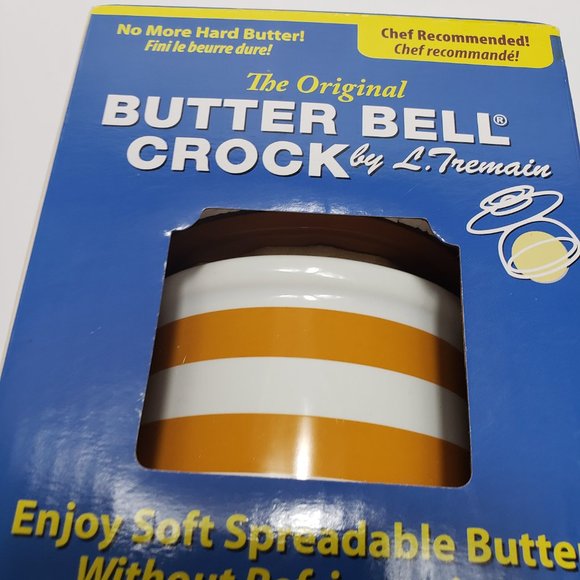 No More Hard Butter!
Fini le beurre dure!
Chef Recommended!
Chef recommandé!
The Original
BUTTER BELL®
CROCK by L. Tremain
Enjoy Soft Spreadable Butter
Without